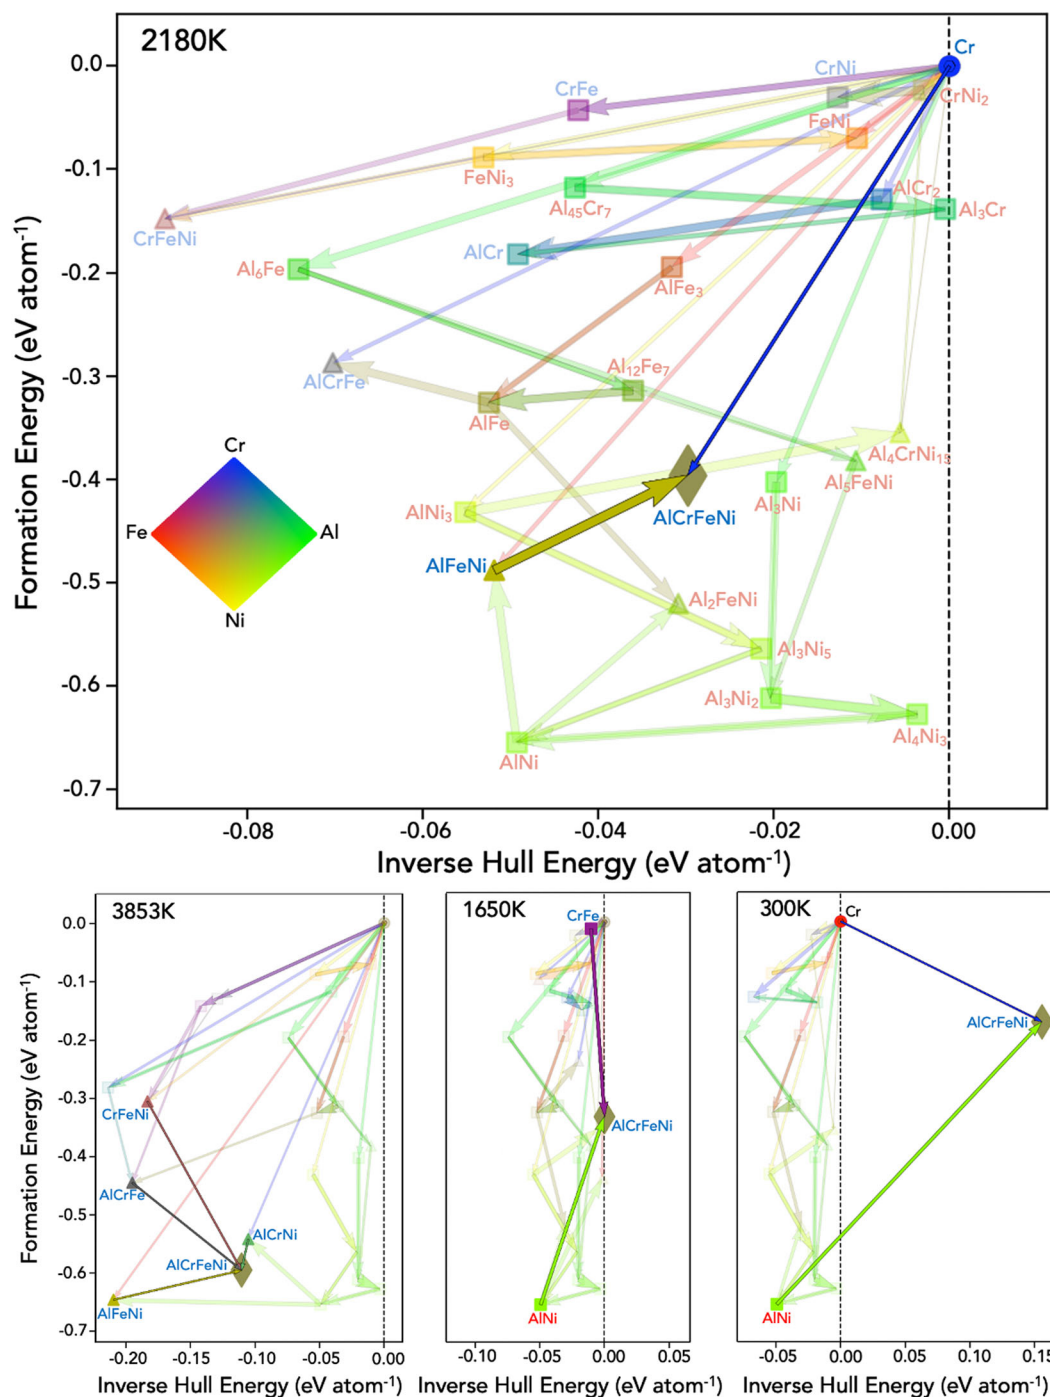 2180K
Cr
0.0
CrNi
CrFe
CrNi₂
FeNi
-0.1
FeNi₃
Al₄₅Cr₇
AlCr₂
Al₃Cr
CrFeNi
AlCr
-0.2
Al₆Fe
AlFe₃
Formation Energy (eV atom⁻¹)
-0.3
AlCrFe
Al₁₂Fe₇
AlFe
Cr
-0.4
Al₄CrNi₁₅
Al₅FeNi
Al₃Ni
AlNi₃
AlCrFeNi
Fe
Al
AlFeNi
-0.5
Ni
Al₂FeNi
Al₃Ni₅
-0.6
Al₃Ni₂
Al₄Ni₃
AlNi
-0.7
-0.08 -0.06 -0.04 -0.02 0.00
Inverse Hull Energy (eV atom⁻¹)
3853K
0.0
-0.1
-0.2
-0.3
CrFeNi
-0.4
AlCrFe
-0.5
AlCrNi
AlCrFeNi
-0.6
AlFeNi
-0.7
Formation Energy (eV atom⁻¹)
-0.20 -0.15 -0.10 -0.05 0.00
Inverse Hull Energy (eV atom⁻¹)
1650K
CrFe
AlCrFeNi
AlNi
-0.10 -0.05 0.00 0.05
Inverse Hull Energy (eV atom⁻¹)
300K
Cr
AlCrFeNi
AlNi
-0.05 0.00 0.05 0.10 0.15
Inverse Hull Energy (eV atom⁻¹)